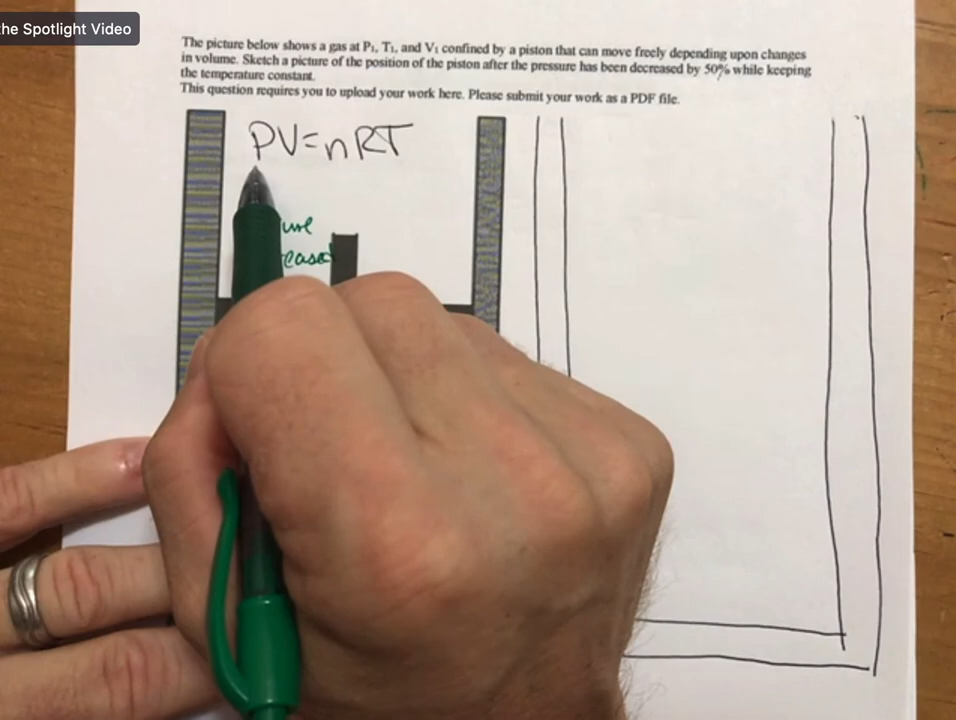 the Spotlight Video
The picture below shows a gas at P₁, T₁, and V₁ confined by a piston that can move freely depending upon changes
in volume. Sketch a picture of the position of the piston after the pressure has been decreased by 50% while keeping
the temperature constant.
This question requires you to upload your work here. Please submit your work as a PDF file.
PV=nRT